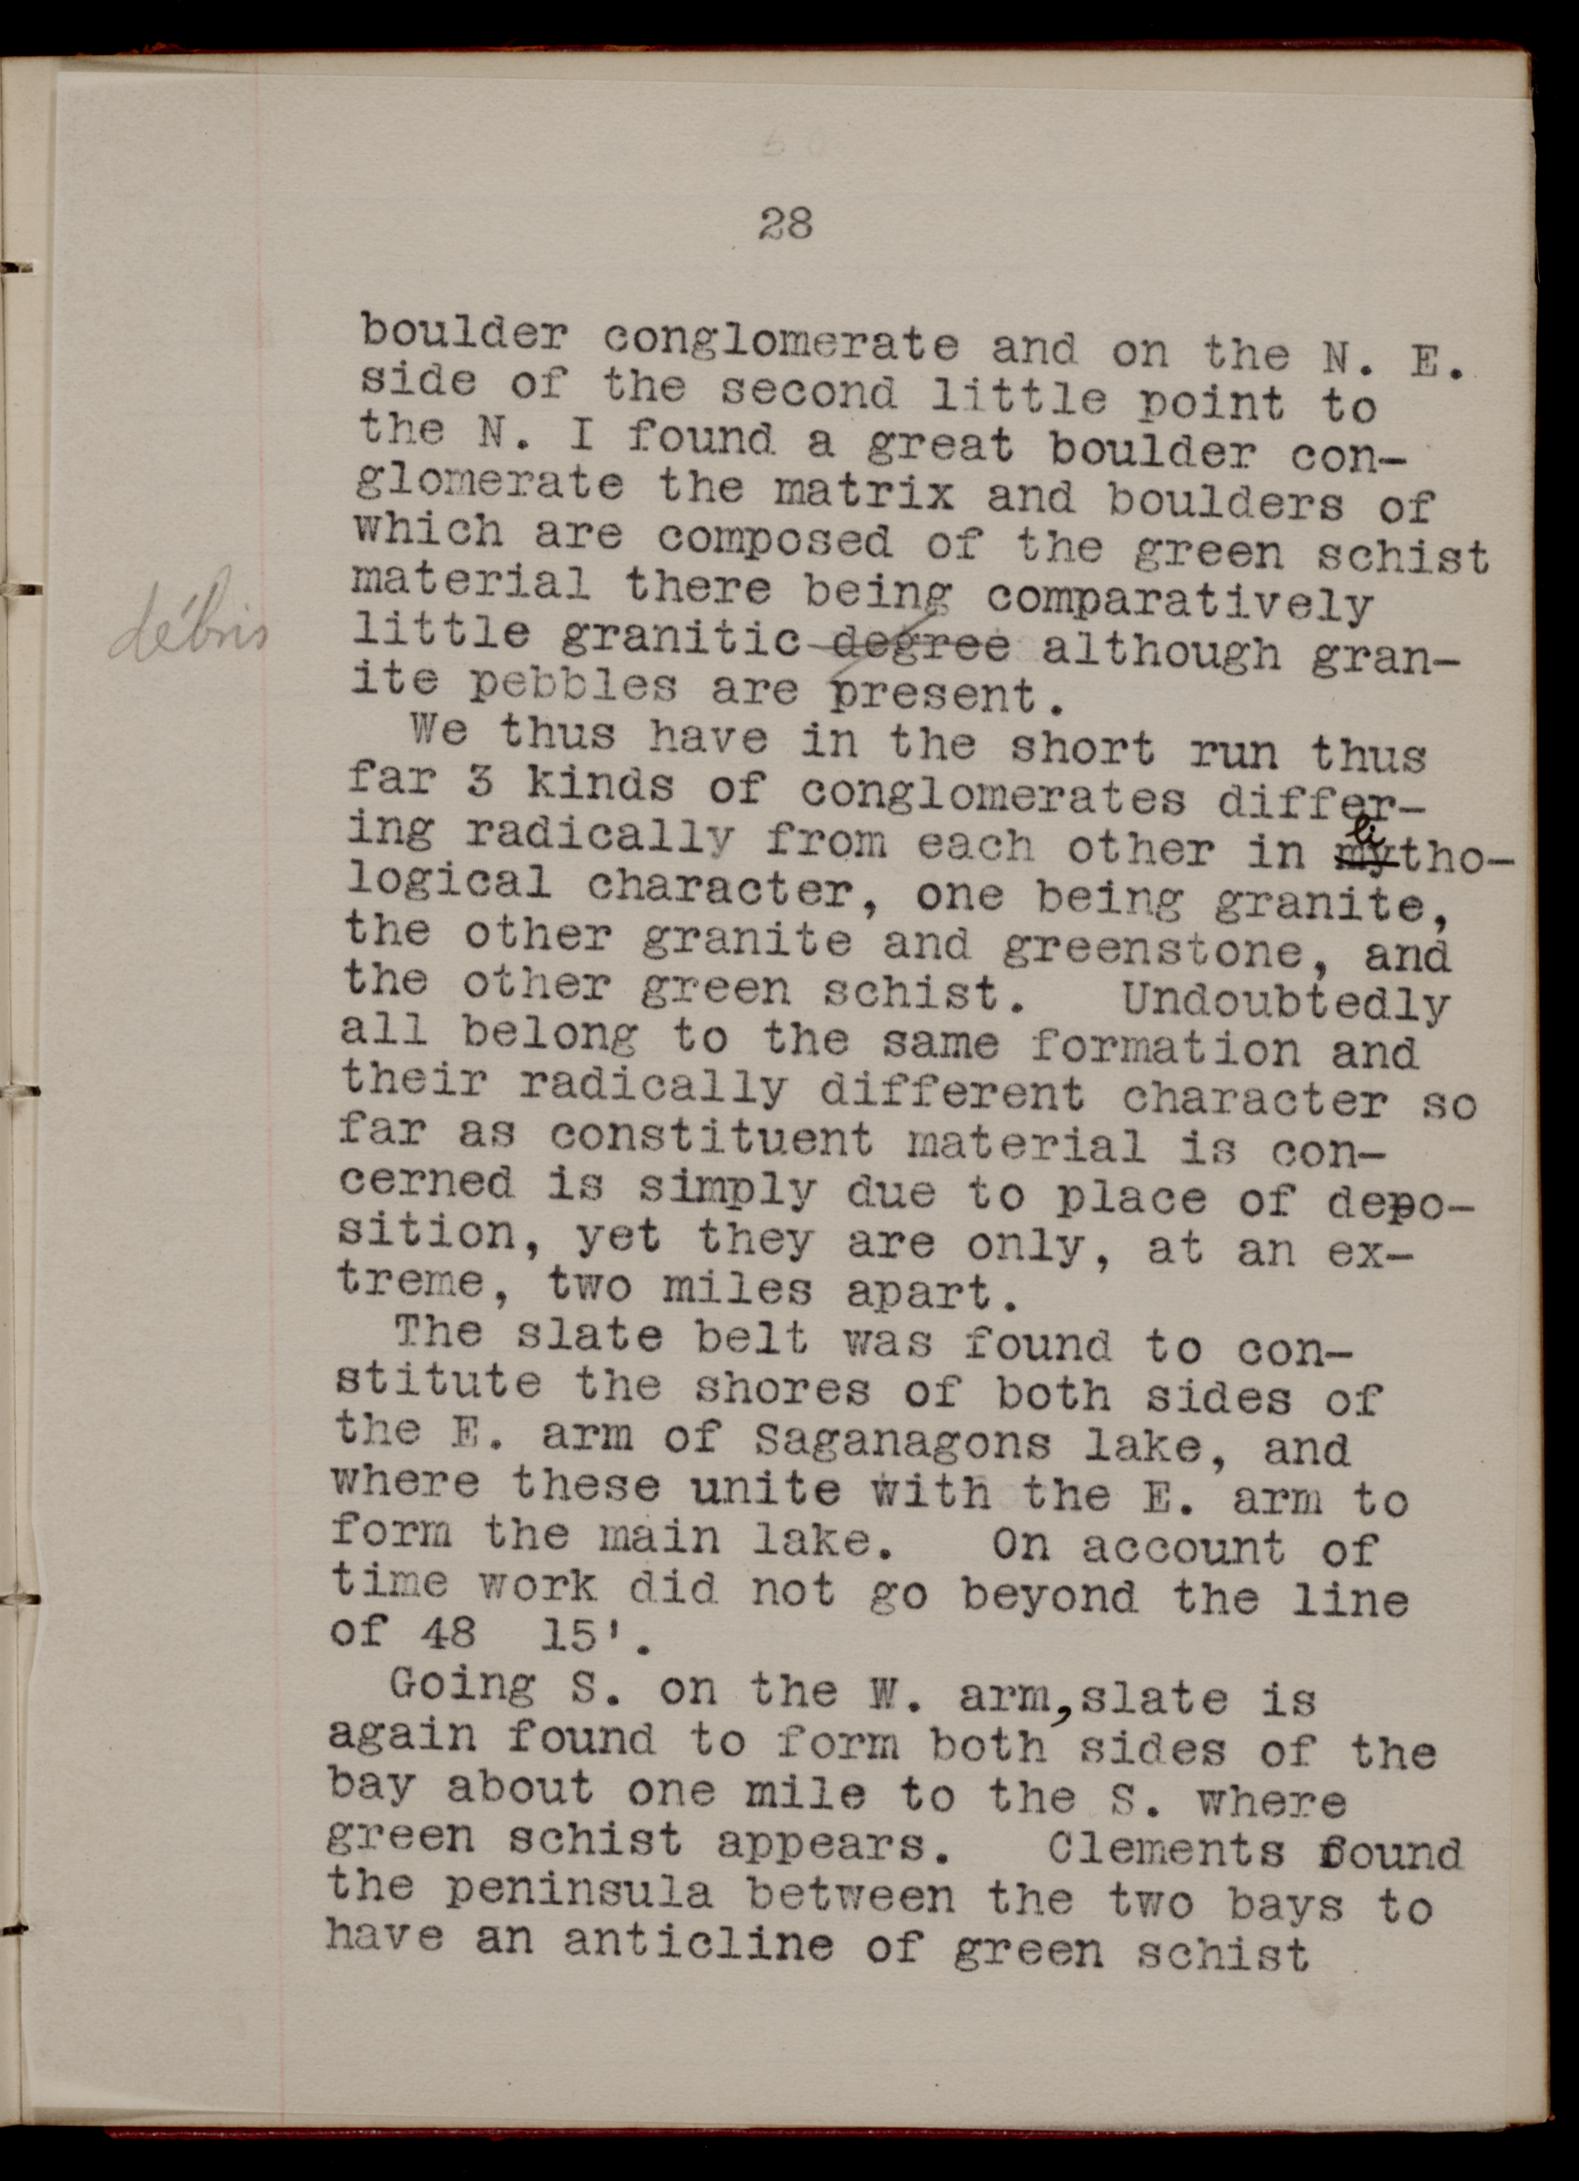 28
boulder conglomerate and on the N. E.
side of the second little point to
the N. I found a great boulder con-
glomerate the matrix and boulders of
which are composed of the green schist
material there being comparatively
débris
little granitic degree although gran-
ite pebbles are present.
We thus have in the short run thus
far 3 kinds of conglomerates differ-
li
ing radically from each other in mytho-
logical character, one being granite,
the other granite and greenstone, and
the other green schist. Undoubtedly
all belong to the same formation and
their radically different character so
far as constituent material is con-
cerned is simply due to place of depo-
sition, yet they are only, at an ex-
treme, two miles apart.
The slate belt was found to con-
stitute the shores of both sides of
the E. arm of Saganagons lake, and
where these unite with the E. arm to
form the main lake. On account of
time work did not go beyond the line
of 48 15'.
Going S. on the W. arm,slate is
again found to form both sides of the
bay about one mile to the S. where
green schist appears. Clements found
the peninsula between the two bays to
have an anticline of green schist